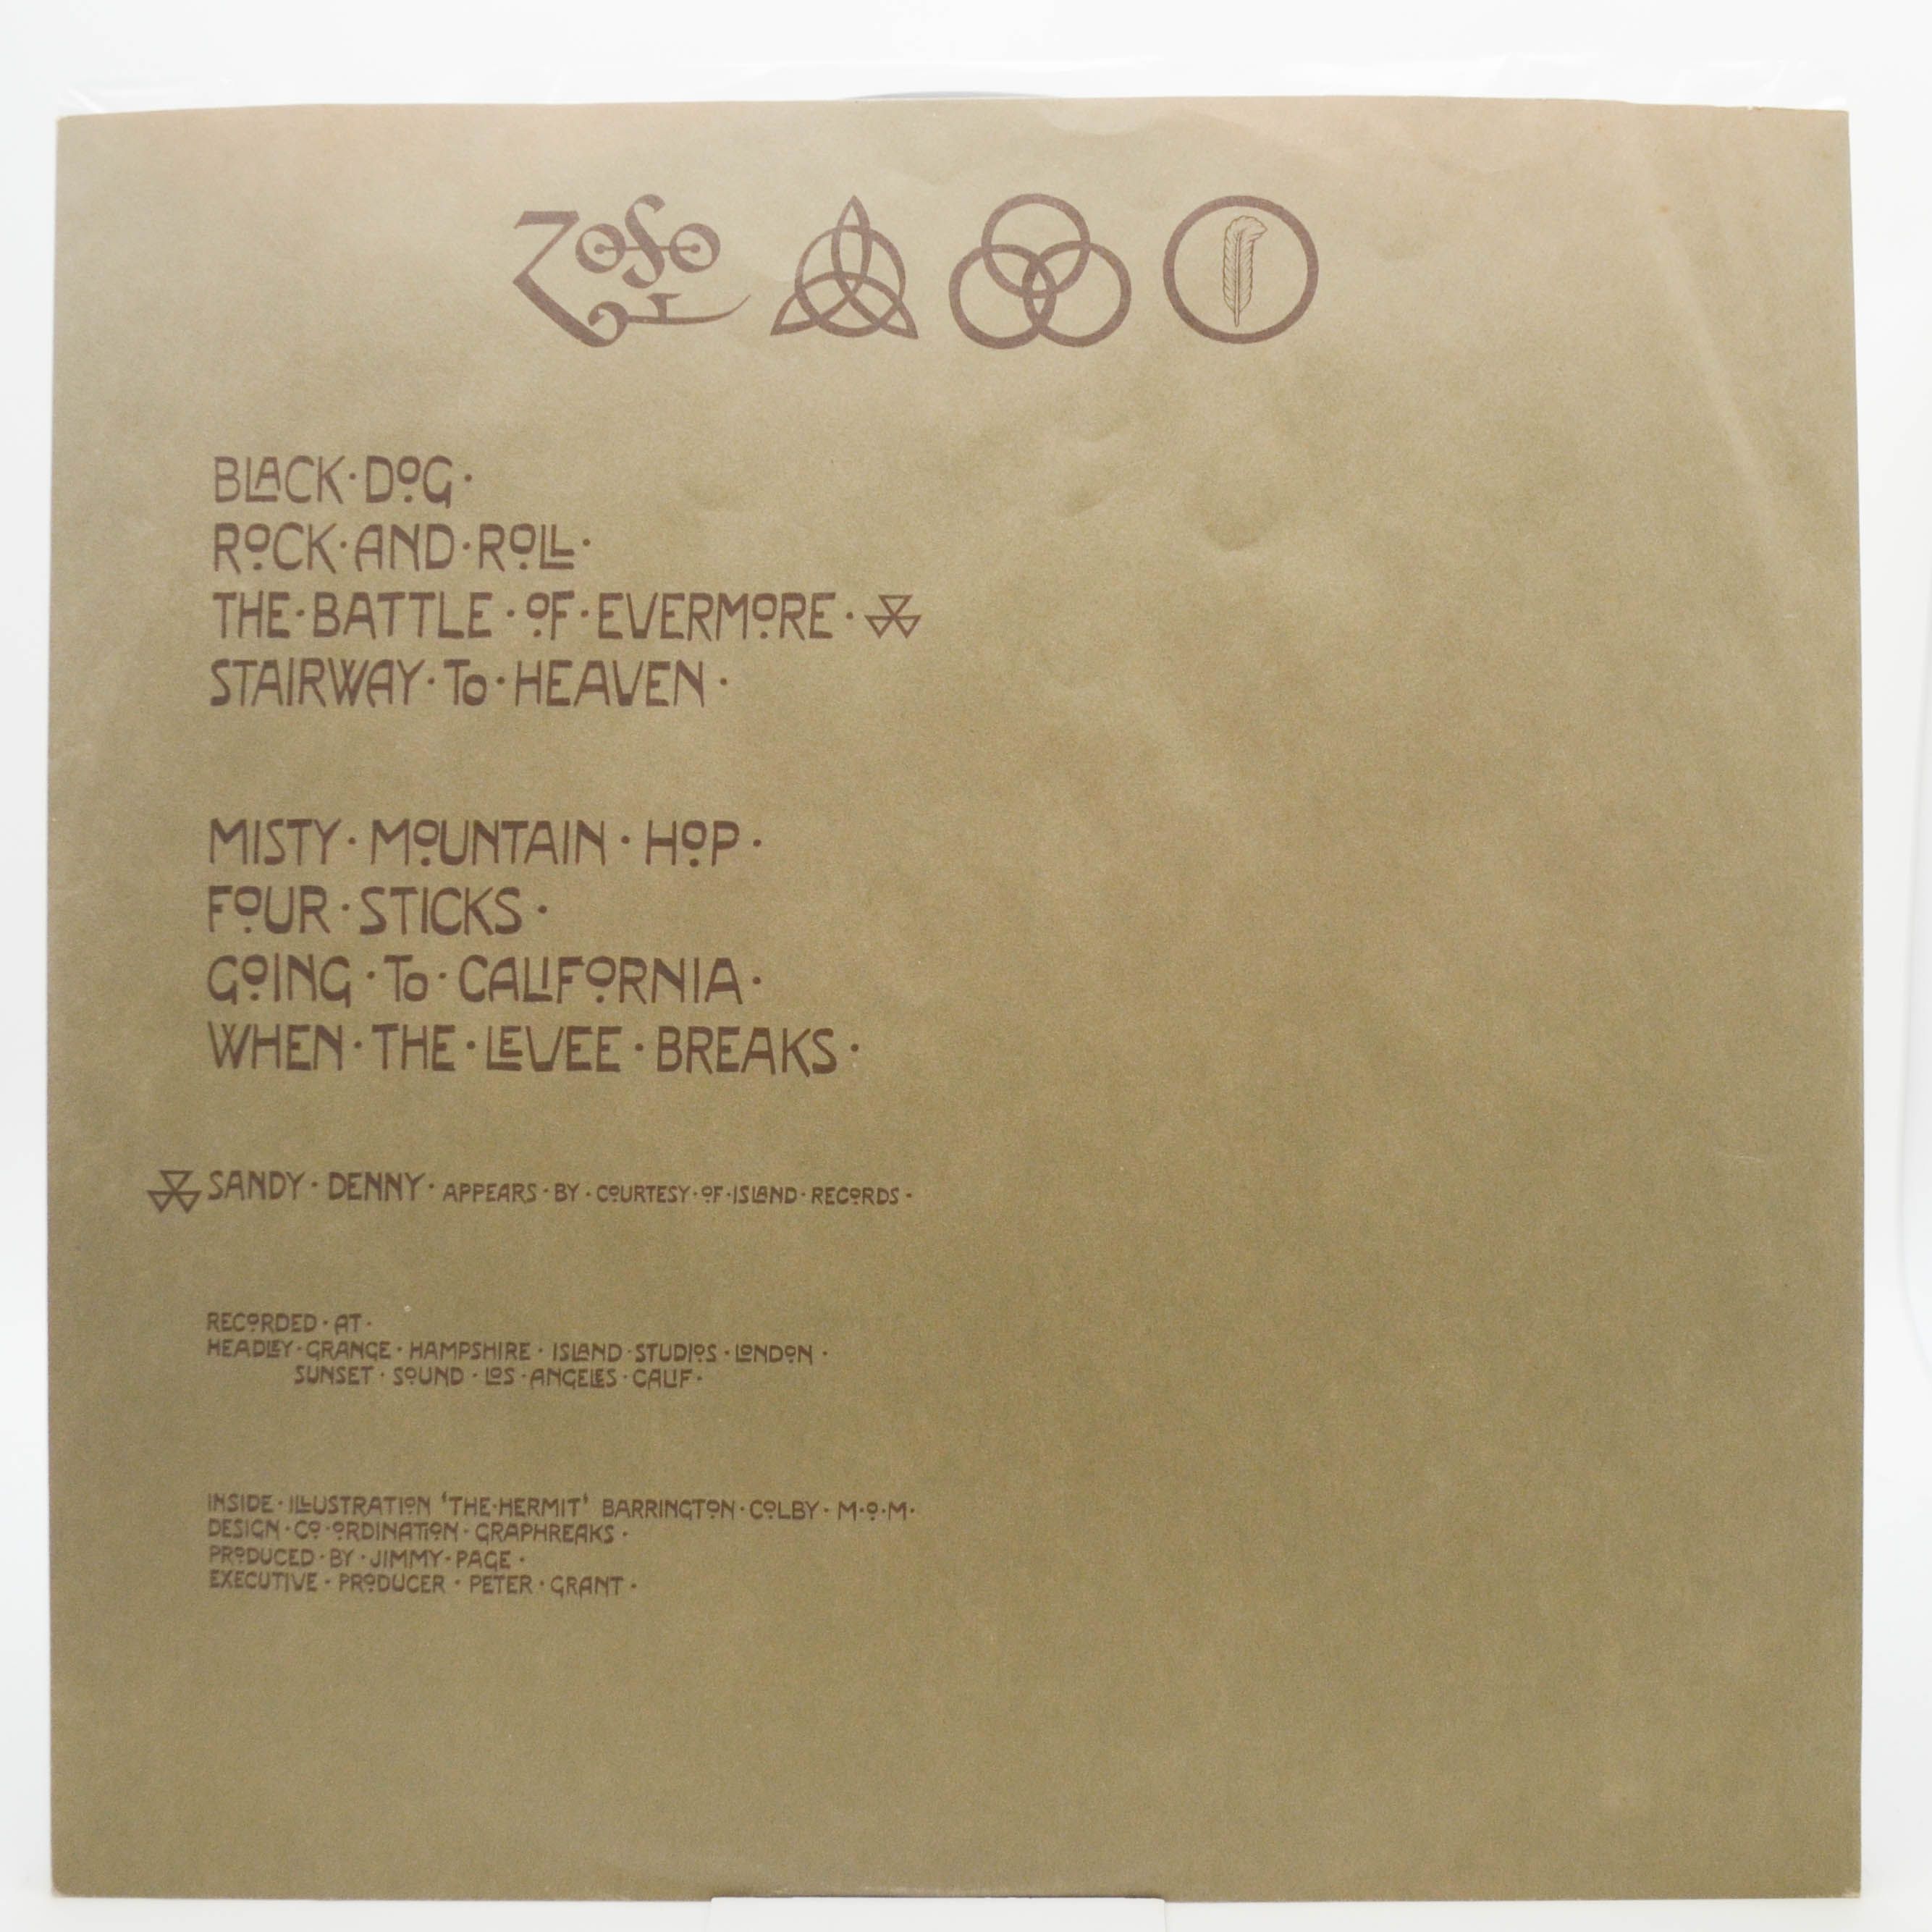 ZOSO
BLACK·DOG·
ROCK·AND·ROLL·
THE·BATTLE·OF·EVERMORE·
STAIRWAY·TO·HEAVEN·
MISTY·MOUNTAIN·HOP·
FOUR·STICKS·
GOING·TO·CALIFORNIA·
WHEN·THE·LEVEE·BREAKS·
SANDY·DENNY·APPEARS·BY·COURTESY·OF·ISLAND·RECORDS·
RECORDED·AT·
HEADLEY·GRANGE·HAMPSHIRE·ISLAND·STUDIOS·LONDON·
SUNSET·SOUND·LOS·ANGELES·CALIF·
INSIDE·ILLUSTRATION 'THE·HERMIT' BARRINGTON·COLBY·M·O·M·
DESIGN·CO·ORDINATION·GRAPHREAKS·
PRODUCED·BY·JIMMY·PAGE·
EXECUTIVE·PRODUCER·PETER·GRANT·